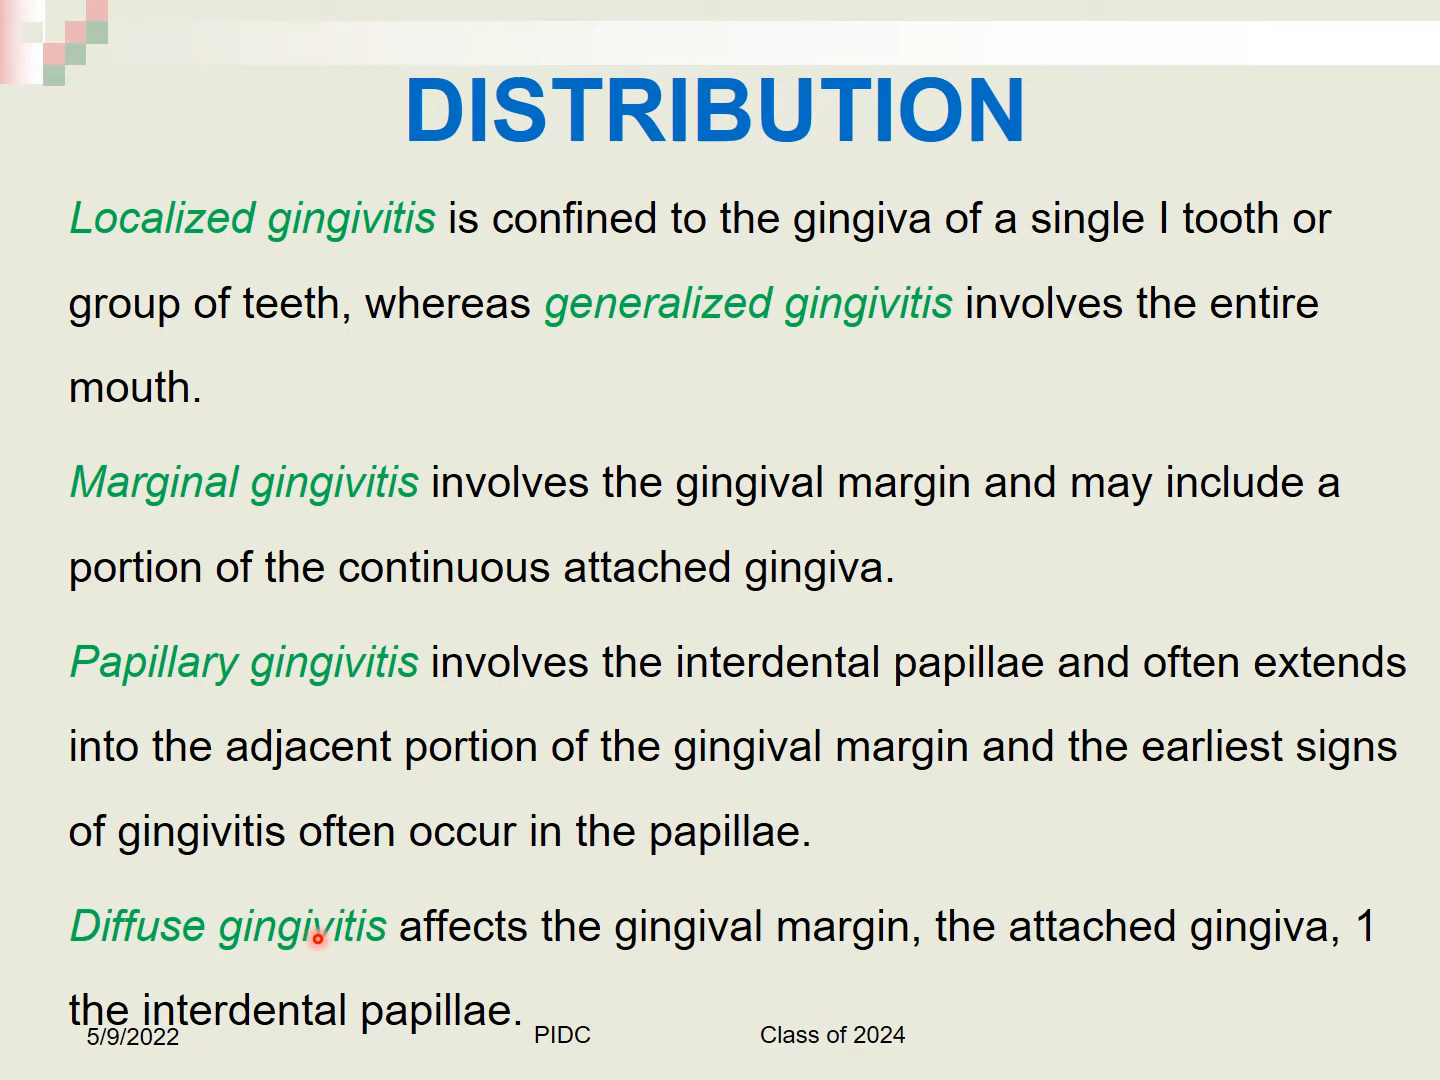 DISTRIBUTION
Localized gingivitis is confined to the gingiva of a single I tooth or
group of teeth, whereas generalized gingivitis involves the entire
mouth.
Marginal gingivitis involves the gingival margin and may include a
portion of the continuous attached gingiva.
Papillary gingivitis involves the interdental papillae and often extends
into the adjacent portion of the gingival margin and the earliest signs
of gingivitis often occur in the papillae.
Diffuse gingivitis affects the gingival margin, the attached gingiva, 1
the interdental papillae.
5/9/2022 PIDC Class of 2024